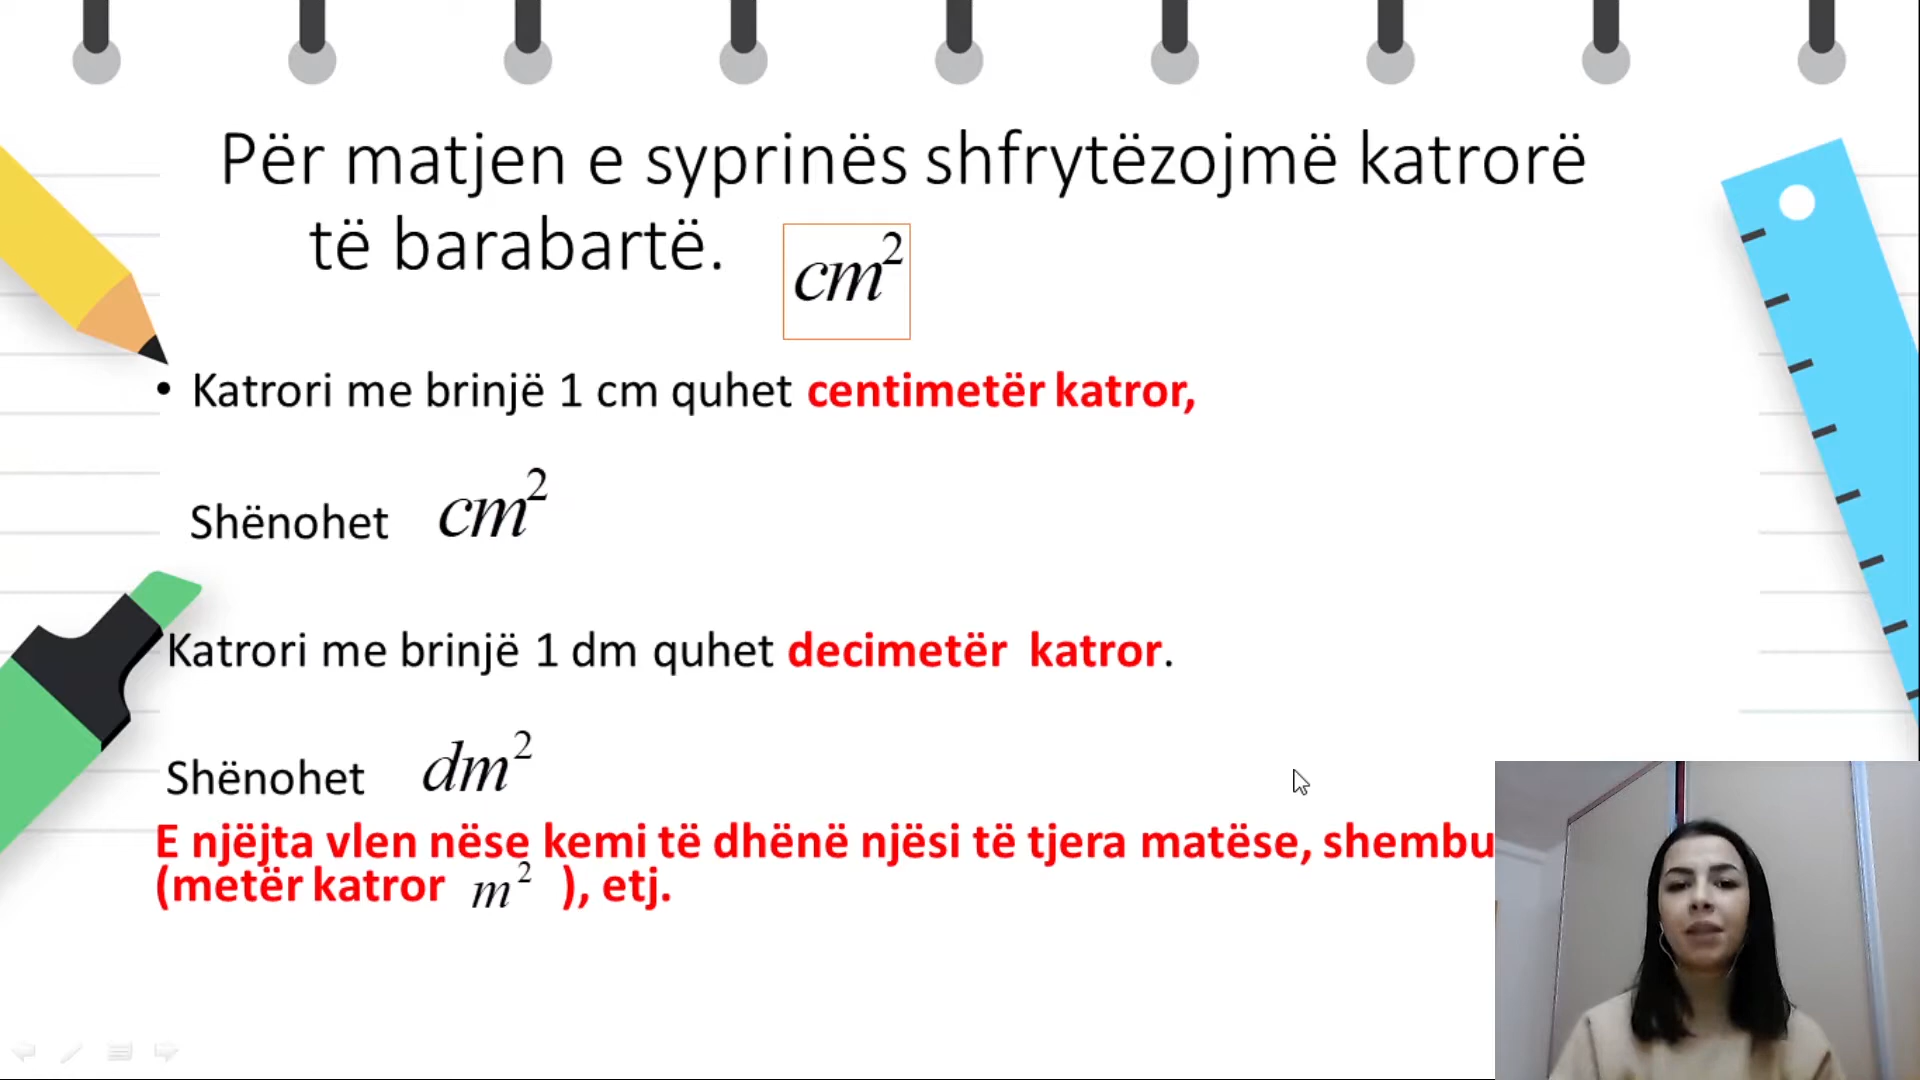 Për matjen e syprinës shfrytëzojmë katrorë
të barabartë. cm²
• Katrori me brinjë 1 cm quhet centimetër katror,
Shënohet cm²
Katrori me brinjë 1 dm quhet decimetër katror.
Shënohet dm²
E njëjta vlen nëse kemi të dhënë njësi të tjera matëse, shembu
(metër katror m² ), etj.